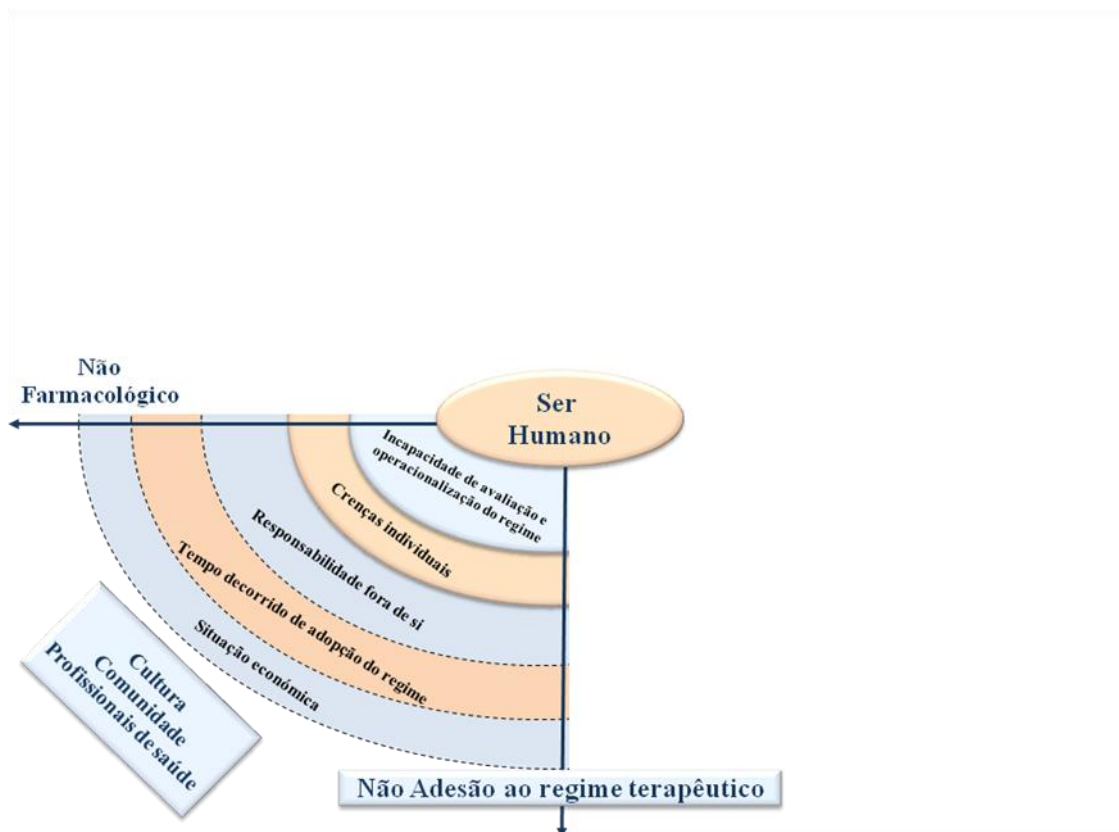 Não
Farmacológico
Ser
Humano
Incapacidade de avaliação e
operacionalização do regime
Crenças individuais
Responsabilidade fora de si
Tempo decorrido de adopção do regime
Situação económica
Cultura
Comunidade
Profissionais de saúde
Não Adesão ao regime terapêutico